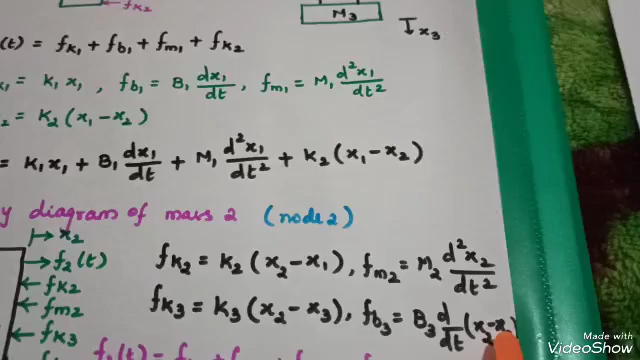 fK2
M3
x3
(t) = fK1 + fb1 + fm1 + fK2
= K1 x1 , fb1 = B1 dx1/dt , fm1 = M1 d²x1/dt²
2 = K2 (x1 - x2)
= K1 x1 + B1 dx1/dt + M1 d²x1/dt² + K2 (x1 - x2)
y diagram of mass 2 (node 2)
x2
f2(t)
fK2
fm2
fK3
fK2 = K2 (x2 - x1) , fm2 = M2 d²x2/dt²
fK3 = K3 (x2 - x3) , fb3 = B3 d/dt (x2 - x
Made with
VideoShow